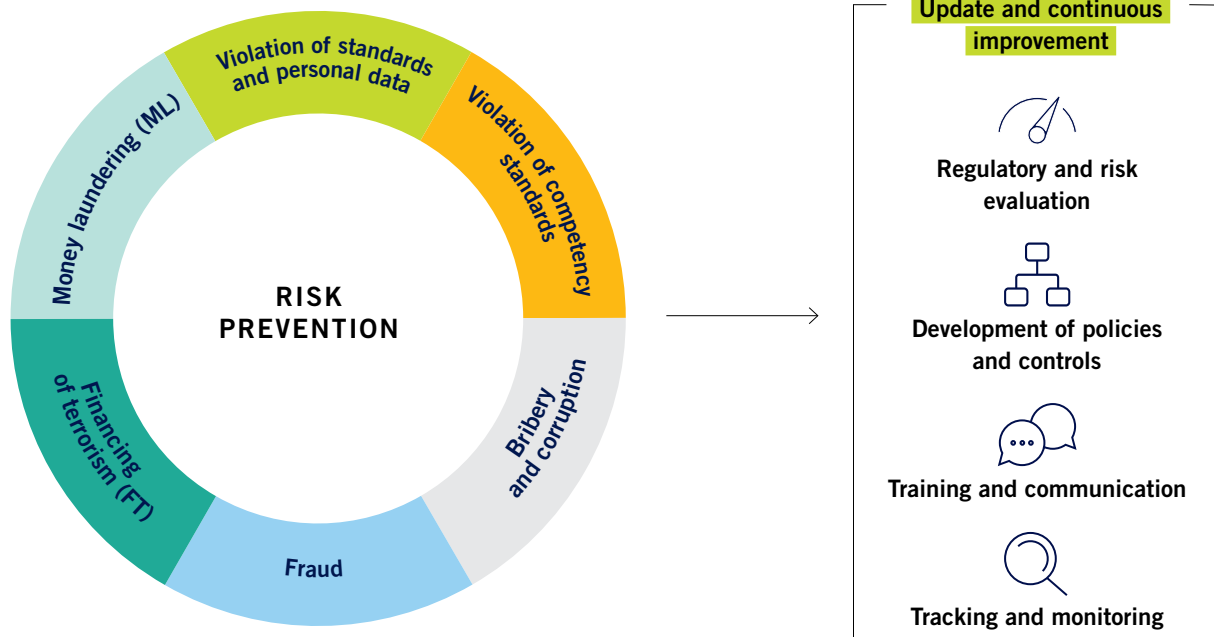 Violation of standards
and personal data
Violation of competency
standards
Bribery
and corruption
Fraud
Financing
of terrorism (FT)
Money laundering (ML)
RISK
PREVENTION
Update and continuous
improvement
Regulatory and risk
evaluation
Development of policies
and controls
Training and communication
Tracking and monitoring